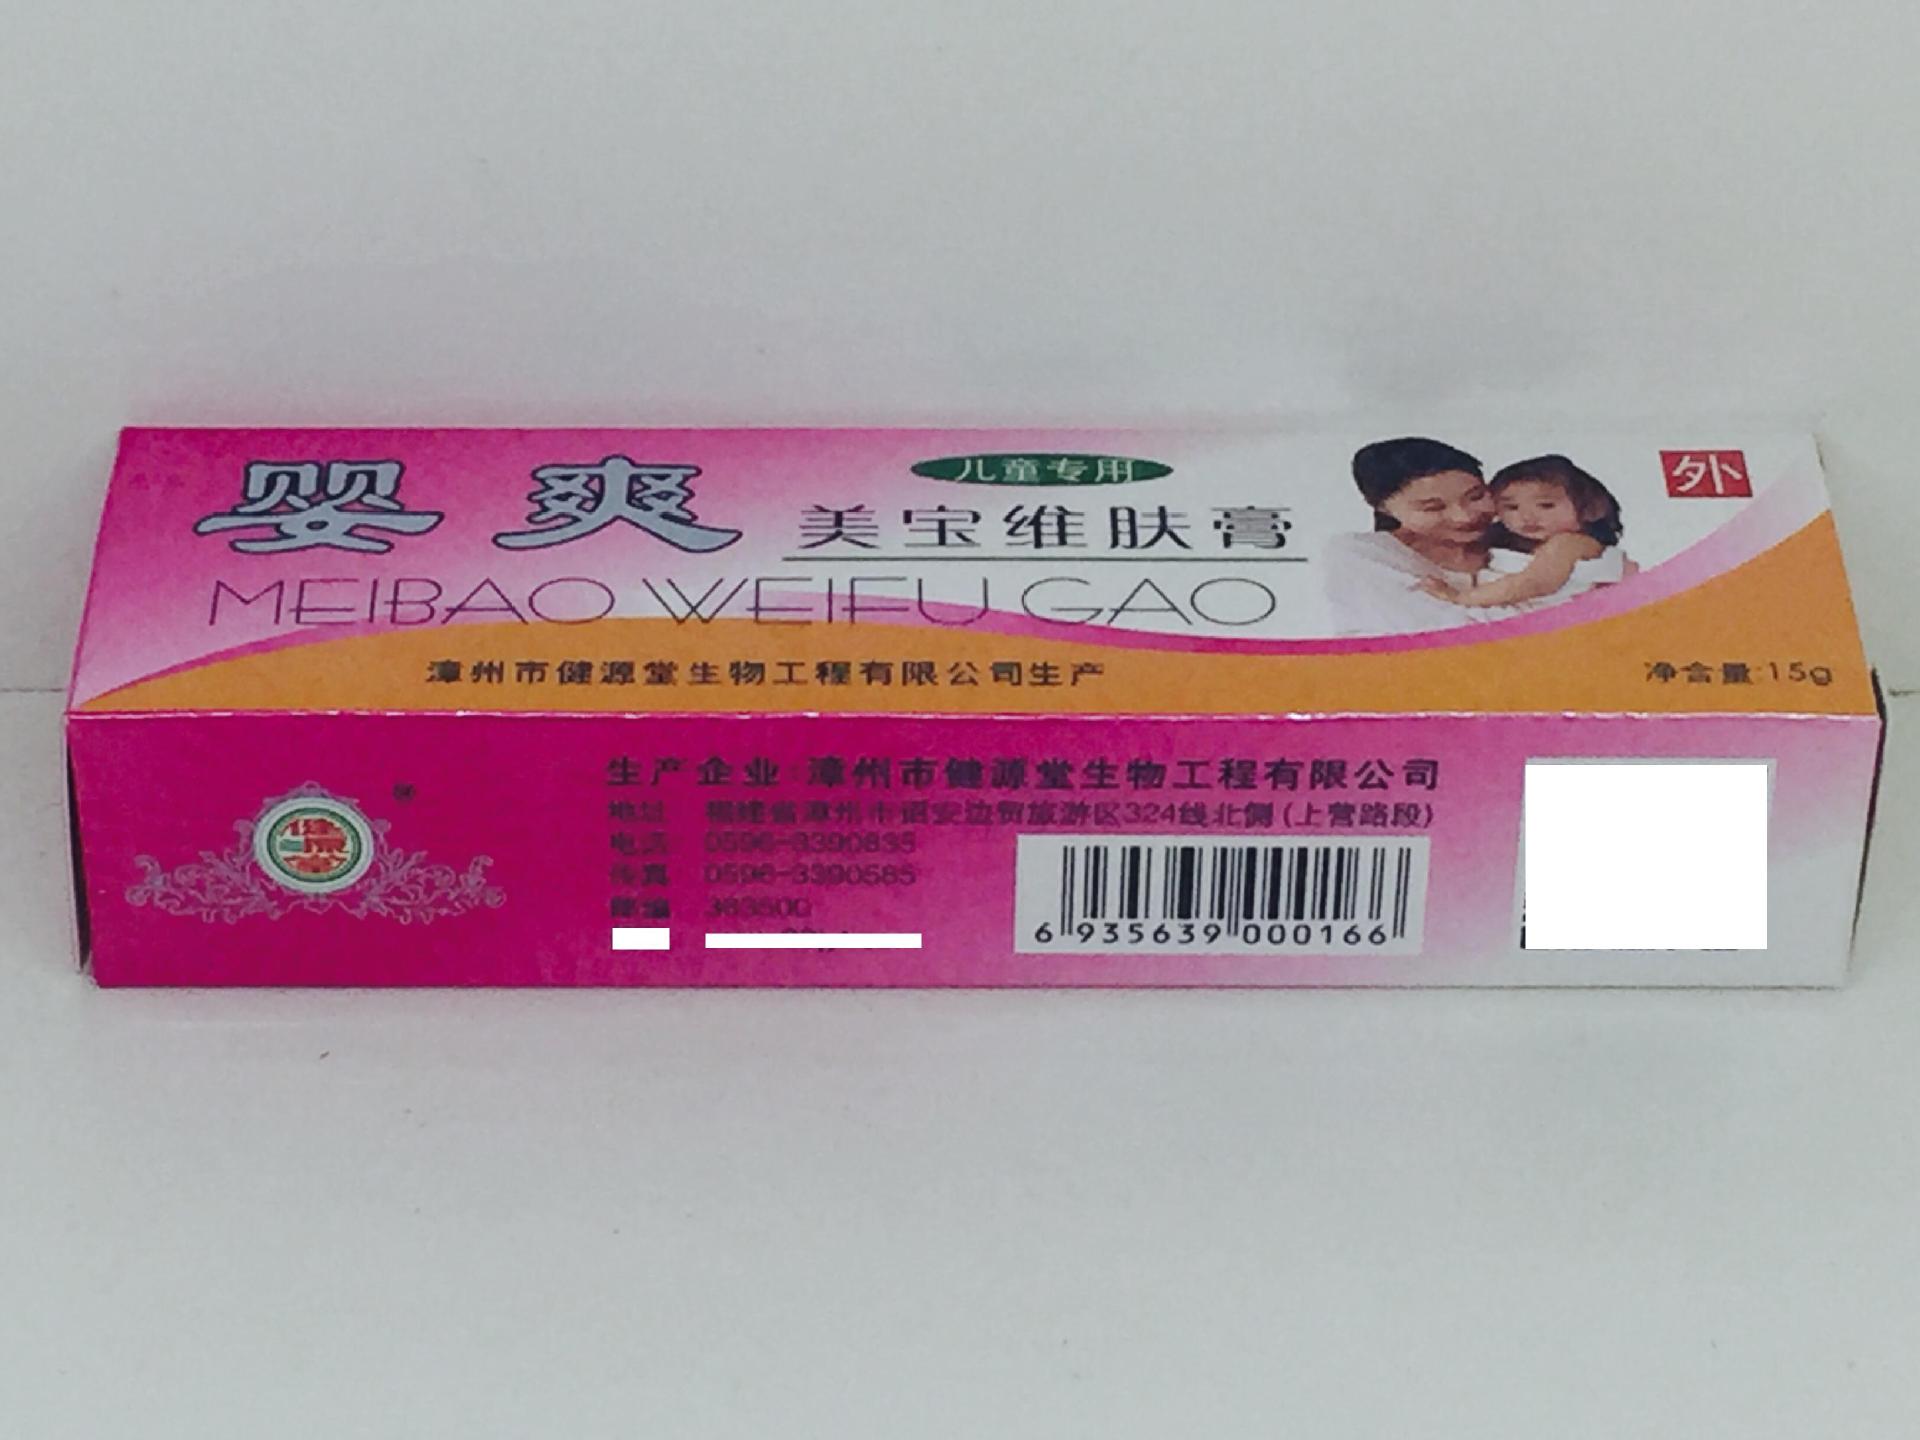 婴爽
儿童专用
美宝维肤膏
外
MEIBAO WEIFU GAO
漳州市健源堂生物工程有限公司生产
净含量:15g
生产企业:漳州市健源堂生物工程有限公司
地址 福建省漳州市诏安边贸旅游区324线北侧(上营路段)
电话 0596-3390835
传真 0596-3390585
邮编 363500
6 935639 000166